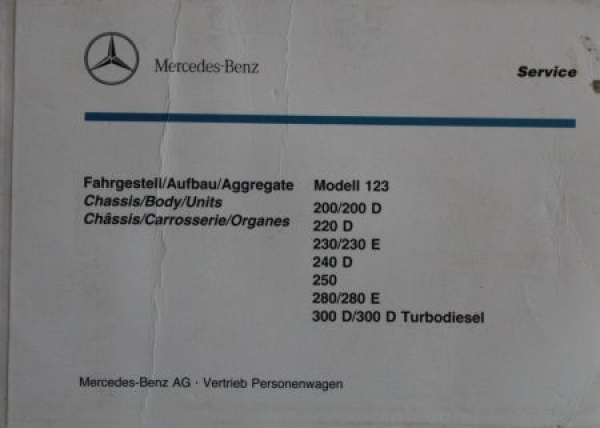 Mercedes-Benz
Service
Fahrgestell/Aufbau/Aggregate
Chassis/Body/Units
Châssis/Carrosserie/Organes
Modell 123
200/200 D
220 D
230/230 E
240 D
250
280/280 E
300 D/300 D Turbodiesel
Mercedes-Benz AG · Vertrieb Personenwagen